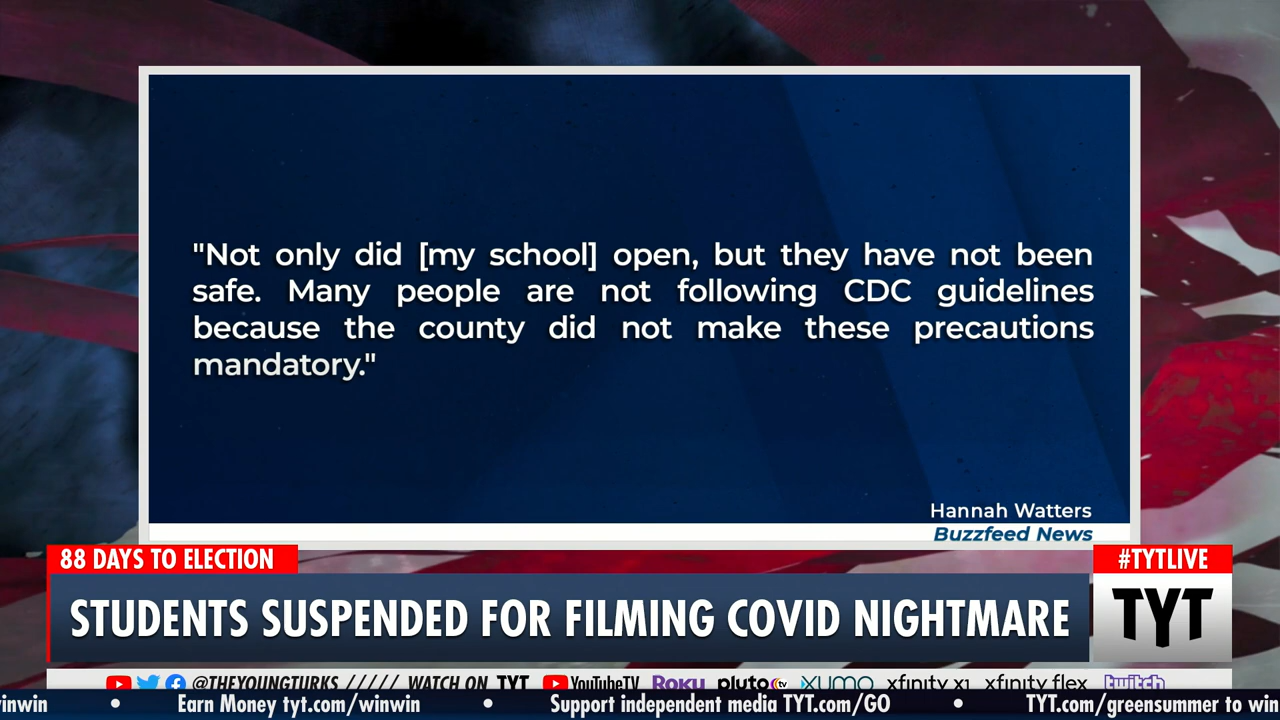 "Not only did [my school] open, but they have not been
safe. Many people are not following CDC guidelines
because the county did not make these precautions
mandatory."
Hannah Watters
Buzzfeed News
88 DAYS TO ELECTION
#TYTLIVE
STUDENTS SUSPENDED FOR FILMING COVID NIGHTMARE
TYT
@THEYOUNGTURKS ///// WATCH ON TYT YouTubeTV Roku pluto tv xumo xfinity x1 xfinity flex twitch
winwin • Earn Money tyt.com/winwin • Support independent media TYT.com/GO • TYT.com/greensummer to win